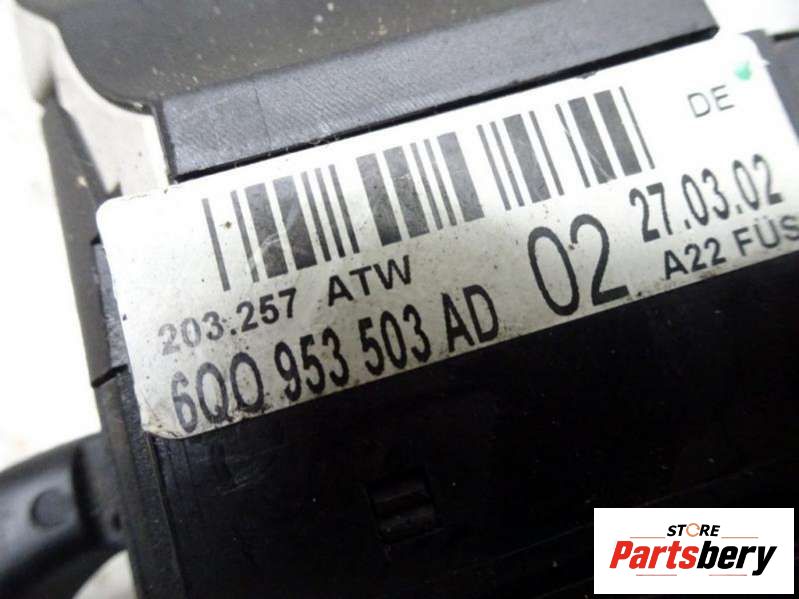 DE
27.03.02
02
A22 FÜS
203.257 ATW
6Q0 953 503 AD
STORE
Partsbery